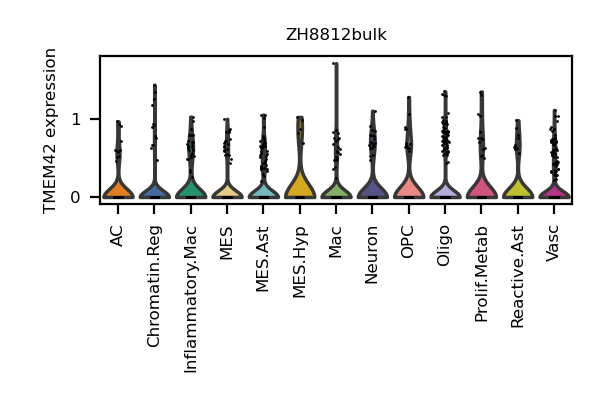 ZH8812bulk
TMEM42 expression
1
0
AC
Chromatin.Reg
Inflammatory.Mac
MES
MES.Ast
MES.Hyp
Mac
Neuron
OPC
Oligo
Prolif.Metab
Reactive.Ast
Vasc